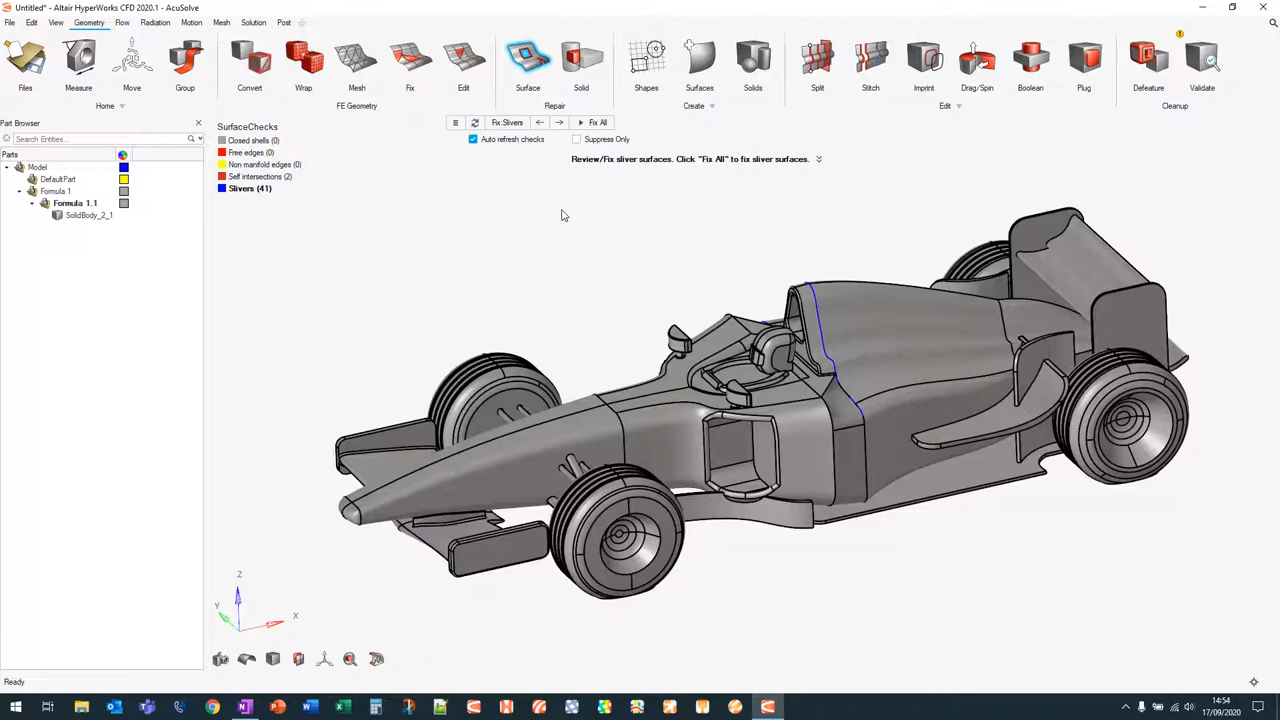 Untitled* - Altair HyperWorks CFD 2020.1 - AcuSolve
File Edit View Geometry Flow Radiation Motion Mesh Solution Post
Files Measure Move Group Convert Wrap Mesh Fix Edit Surface Solid Shapes Surfaces Solids Split Stitch Imprint Drag/Spin Boolean Plug Defeature Validate
Home FE Geometry Repair Create Edit Cleanup
Part Browser
Search Entities...
Parts
Model
DefaultPart
Formula 1
Formula 1.1
SolidBody_2_1
SurfaceChecks
Closed shells (0)
Free edges (0)
Non manifold edges (0)
Self intersections (2)
Slivers (41)
Fix:Slivers Fix All
Auto refresh checks Suppress Only
Review/Fix sliver surfaces. Click "Fix All" to fix sliver surfaces.
Z
Y
X
Ready
14:54
17/09/2020